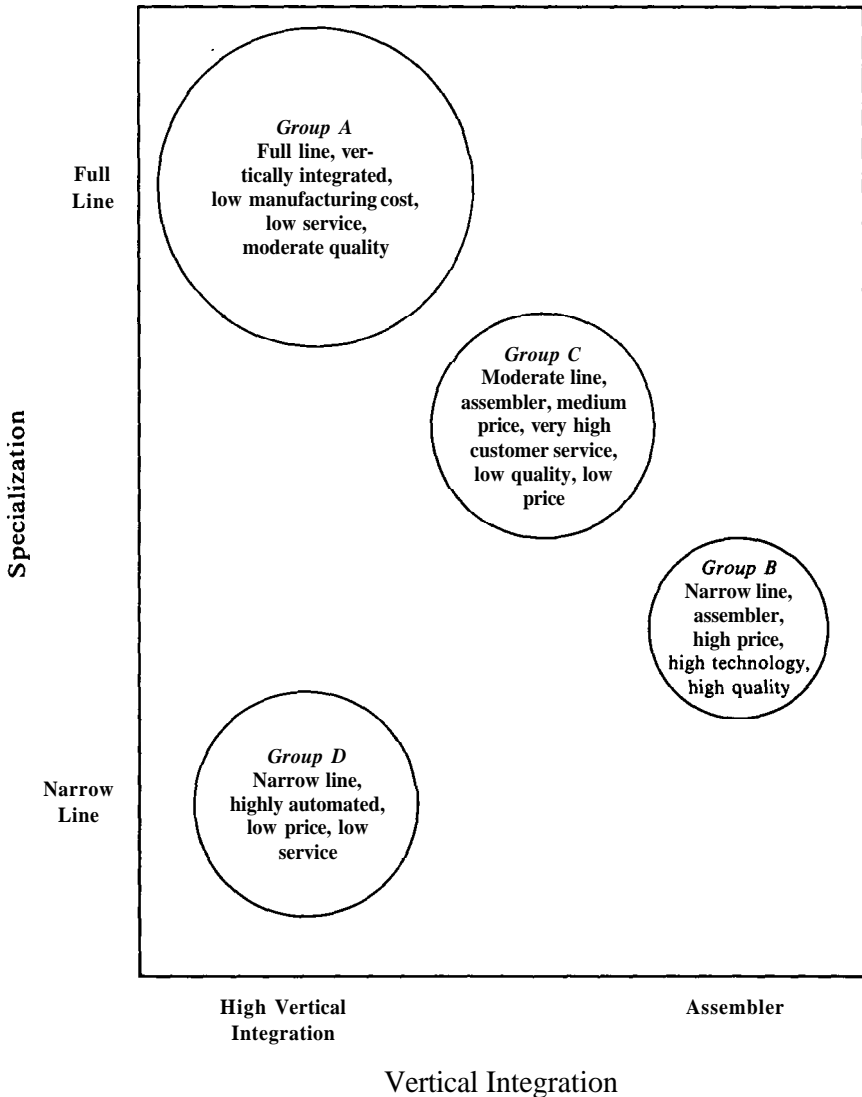 Group A
Full line, ver-
tically integrated,
low manufacturing cost,
low service,
moderate quality
Full
Line
Group C
Moderate line,
assembler, medium
price, very high
customer service,
low quality, low
price
Specialization
Group B
Narrow line,
assembler,
high price,
high technology,
high quality
Group D
Narrow line,
highly automated,
low price, low
service
Narrow
Line
High Vertical
Integration
Assembler
Vertical Integration